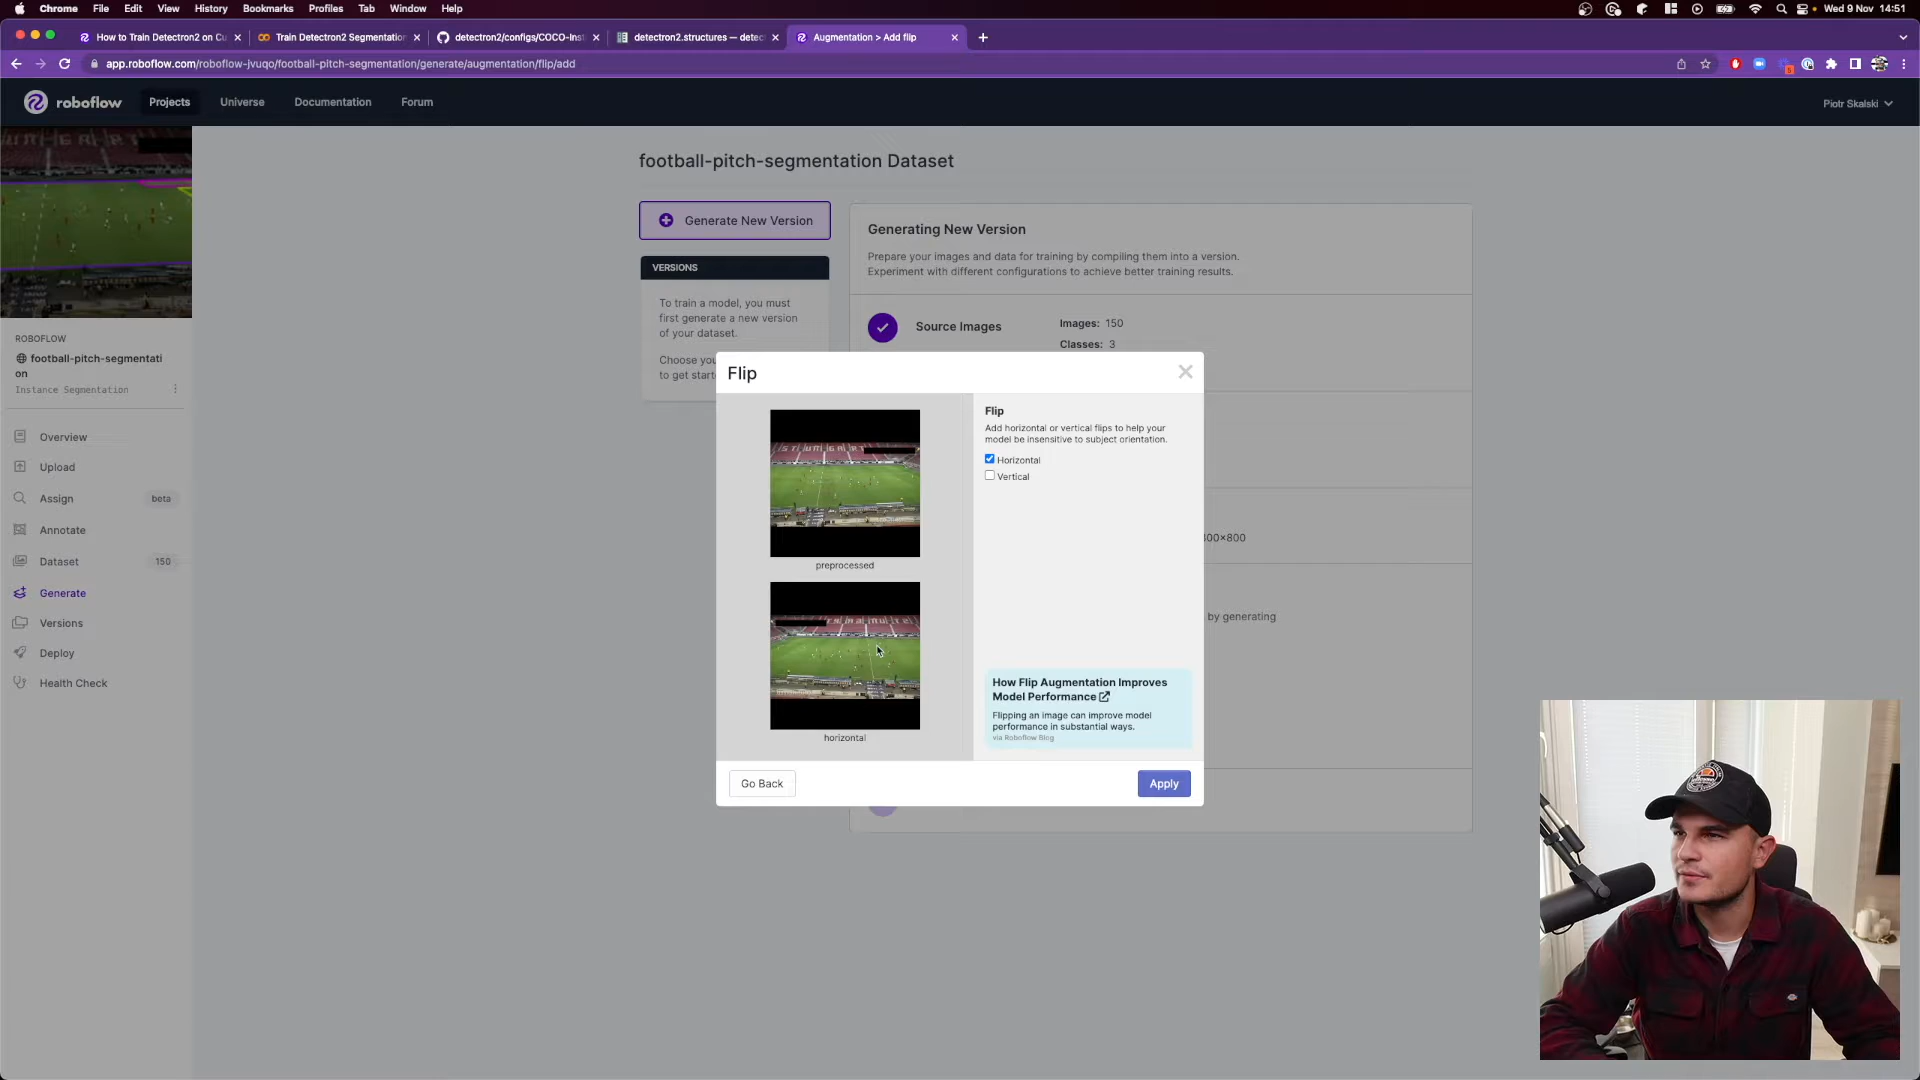 Chrome File Edit View History Bookmarks Profiles Tab Window Help
Wed 9 Nov 14:51
How to Train Detectron2 on Cu
Train Detectron2 Segmentation
detectron2/configs/COCO-Inst
detectron2.structures — detec
Augmentation > Add flip
app.roboflow.com/roboflow-jvuqo/football-pitch-segmentation/generate/augmentation/flip/add
roboflow Projects Universe Documentation Forum
Piotr Skalski
football-pitch-segmentation Dataset
Generate New Version
VERSIONS
To train a model, you must
first generate a new version
of your dataset.
Choose you
to get start
Generating New Version
Prepare your images and data for training by compiling them into a version.
Experiment with different configurations to achieve better training results.
Source Images
Images: 150
Classes: 3
ROBOFLOW
football-pitch-segmentati
on
Instance Segmentation
Overview
Upload
Assign beta
Annotate
Dataset 150
Generate
Versions
Deploy
Health Check
Flip
preprocessed
horizontal
Flip
Add horizontal or vertical flips to help your
model be insensitive to subject orientation.
Horizontal
Vertical
How Flip Augmentation Improves
Model Performance
Flipping an image can improve model
performance in substantial ways.
via Roboflow Blog
Go Back
Apply
00×800
by generating